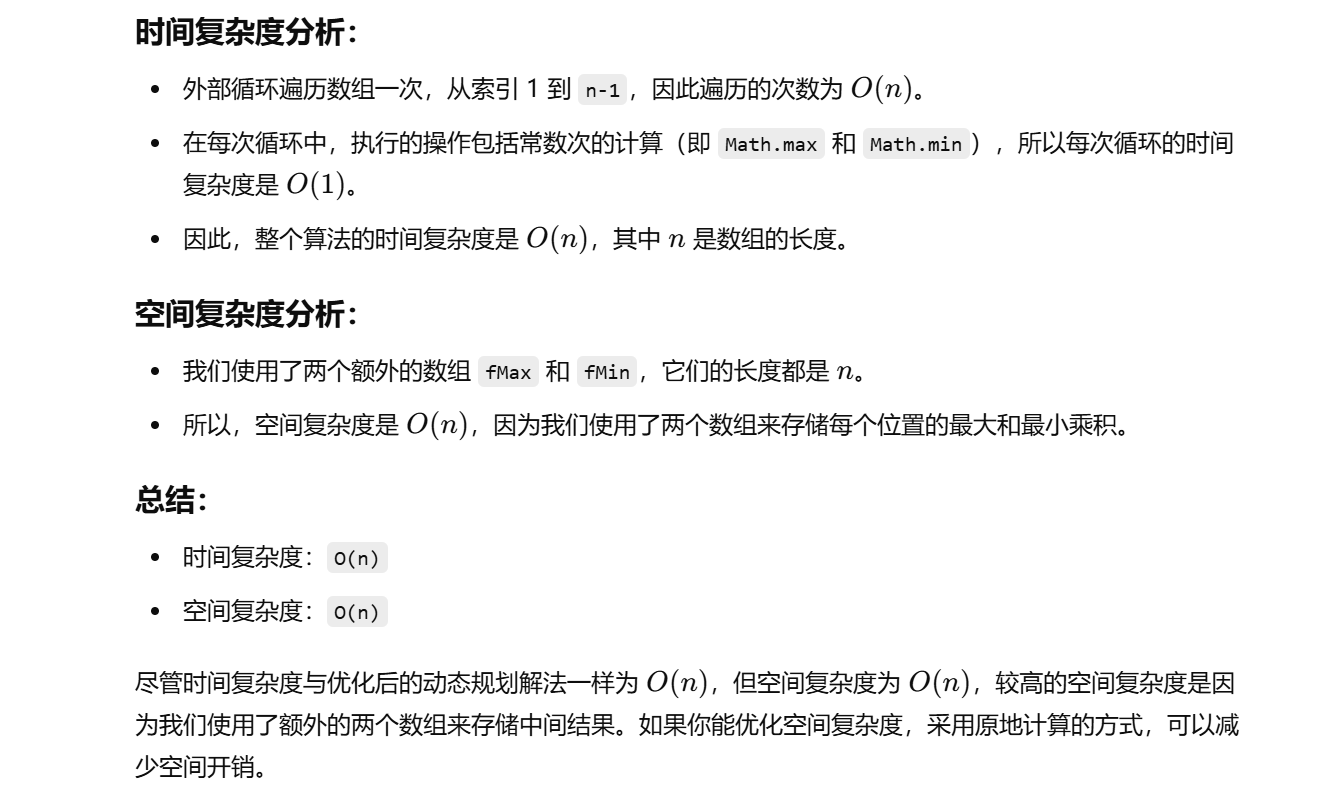 时间复杂度分析：
• 外部循环遍历数组一次，从索引 1 到 n-1，因此遍历的次数为 O(n)。
• 在每次循环中，执行的操作包括常数次的计算（即 Math.max 和 Math.min），所以每次循环的时间
复杂度是 O(1)。
• 因此，整个算法的时间复杂度是 O(n)，其中 n 是数组的长度。
空间复杂度分析：
• 我们使用了两个额外的数组 fMax 和 fMin，它们的长度都是 n。
• 所以，空间复杂度是 O(n)，因为我们使用了两个数组来存储每个位置的最大和最小乘积。
总结：
• 时间复杂度：O(n)
• 空间复杂度：O(n)
尽管时间复杂度与优化后的动态规划解法一样为 O(n)，但空间复杂度为 O(n)，较高的空间复杂度是因
为我们使用了额外的两个数组来存储中间结果。如果你能优化空间复杂度，采用原地计算的方式，可以减
少空间开销。